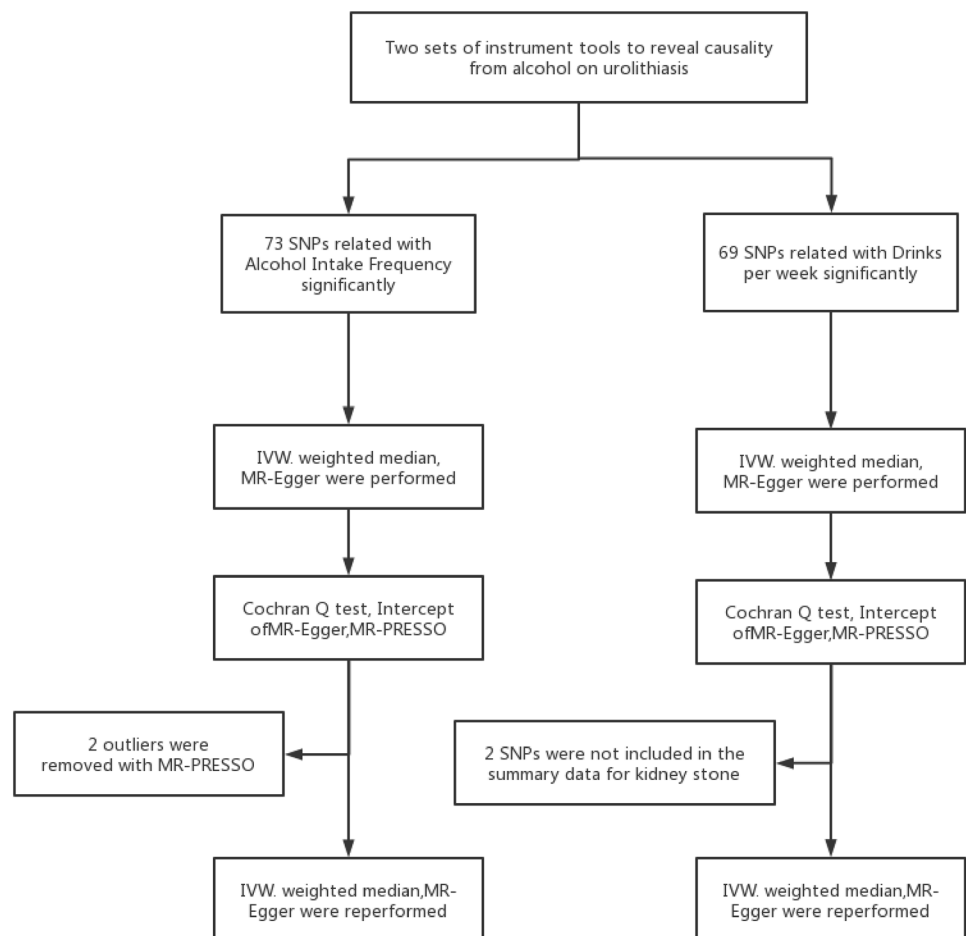 Two sets of instrument tools to reveal causality
from alcohol on urolithiasis
73 SNPs related with
Alcohol Intake Frequency
significantly
69 SNPs related with Drinks
per week significantly
IVW. weighted median,
MR-Egger were performed
IVW. weighted median,
MR-Egger were performed
Cochran Q test, Intercept
ofMR-Egger,MR-PRESSO
Cochran Q test, Intercept
ofMR-Egger,MR-PRESSO
2 outliers were
removed with MR-PRESSO
2 SNPs were not included in the
summary data for kidney stone
IVW. weighted median,MR-
Egger were reperformed
IVW. weighted median,MR-
Egger were reperformed